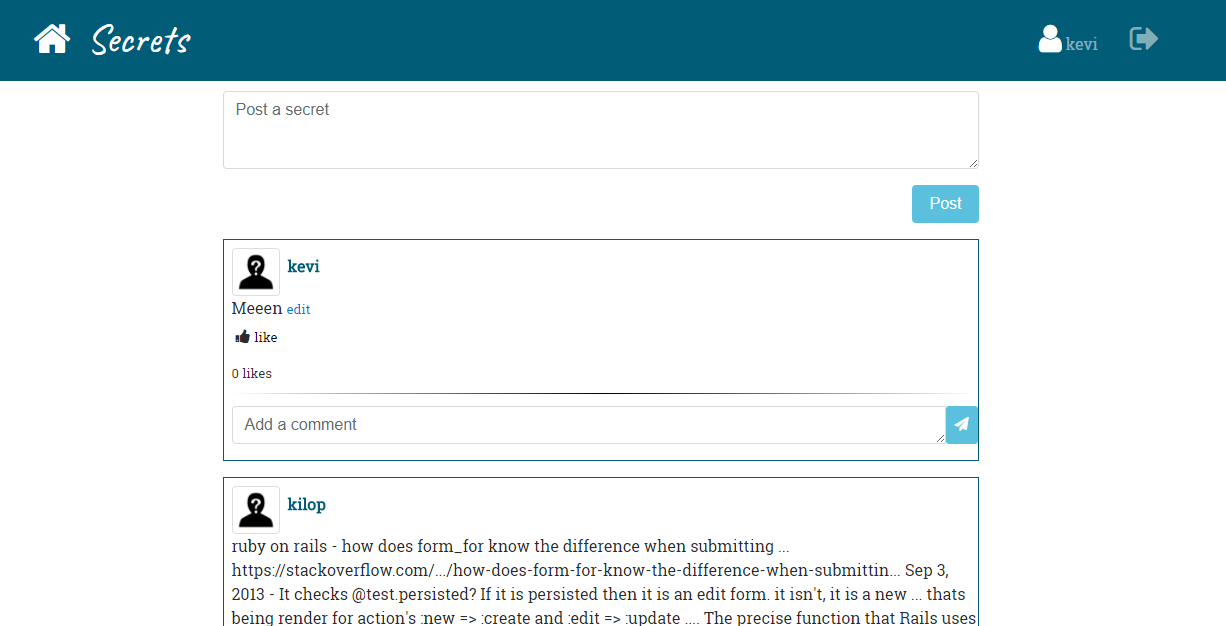 Secrets
kevi
Post a secret
Post
kevi
Meeen edit
like
0 likes
Add a comment
kilop
ruby on rails - how does form_for know the difference when submitting ...
https://stackoverflow.com/.../how-does-form-for-know-the-difference-when-submittin... Sep 3,
2013 - It checks @test.persisted? If it is persisted then it is an edit form. it isn't, it is a new ... thats
being render for action's :new => :create and :edit => :update .... The precise function that Rails uses